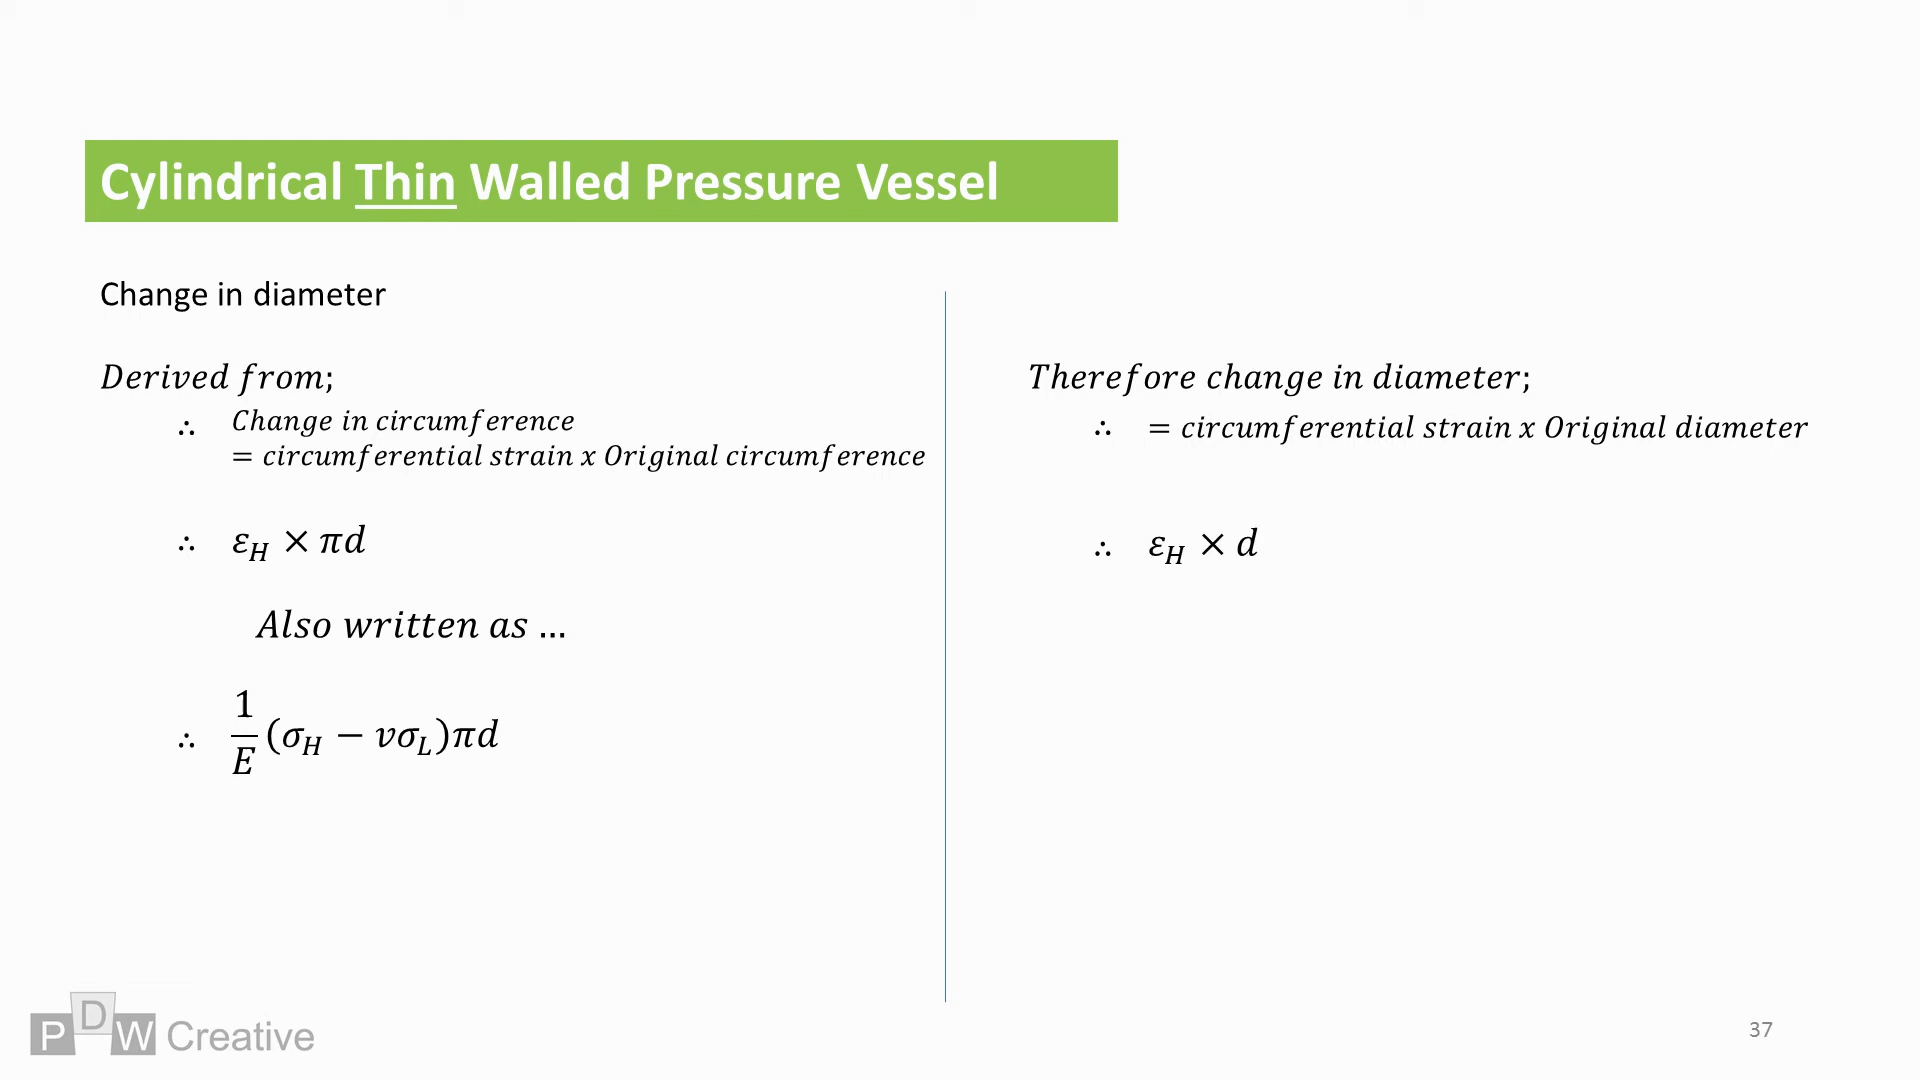 Cylindrical Thin Walled Pressure Vessel
Change in diameter
Derived from;
∴ Change in circumference
= circumferential strain x Original circumference
∴ ε_H × πd
Also written as …
∴ 1/E (σ_H − νσ_L)πd
Therefore change in diameter;
∴ = circumferential strain x Original diameter
∴ ε_H × d
PDW Creative
37